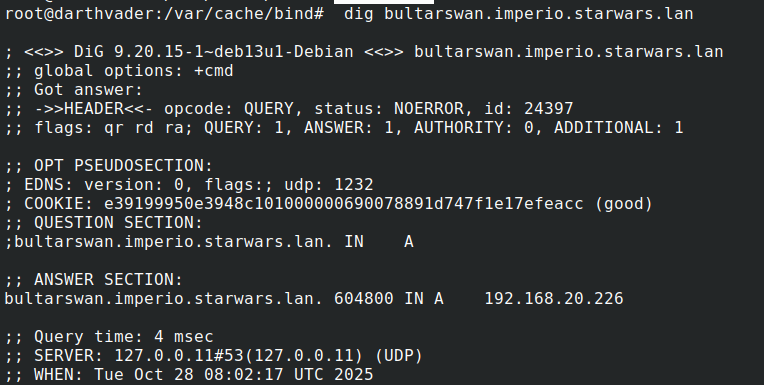 root@darthvader:/var/cache/bind#  dig bultarswan.imperio.starwars.lan

; <<>> DiG 9.20.15-1~deb13u1-Debian <<>> bultarswan.imperio.starwars.lan
;; global options: +cmd
;; Got answer:
;; ->>HEADER<<- opcode: QUERY, status: NOERROR, id: 24397
;; flags: qr rd ra; QUERY: 1, ANSWER: 1, AUTHORITY: 0, ADDITIONAL: 1

;; OPT PSEUDOSECTION:
; EDNS: version: 0, flags:; udp: 1232
; COOKIE: e39199950e3948c101000000690078891d747f1e17efeacc (good)
;; QUESTION SECTION:
;bultarswan.imperio.starwars.lan. IN    A

;; ANSWER SECTION:
bultarswan.imperio.starwars.lan. 604800 IN A    192.168.20.226

;; Query time: 4 msec
;; SERVER: 127.0.0.11#53(127.0.0.11) (UDP)
;; WHEN: Tue Oct 28 08:02:17 UTC 2025